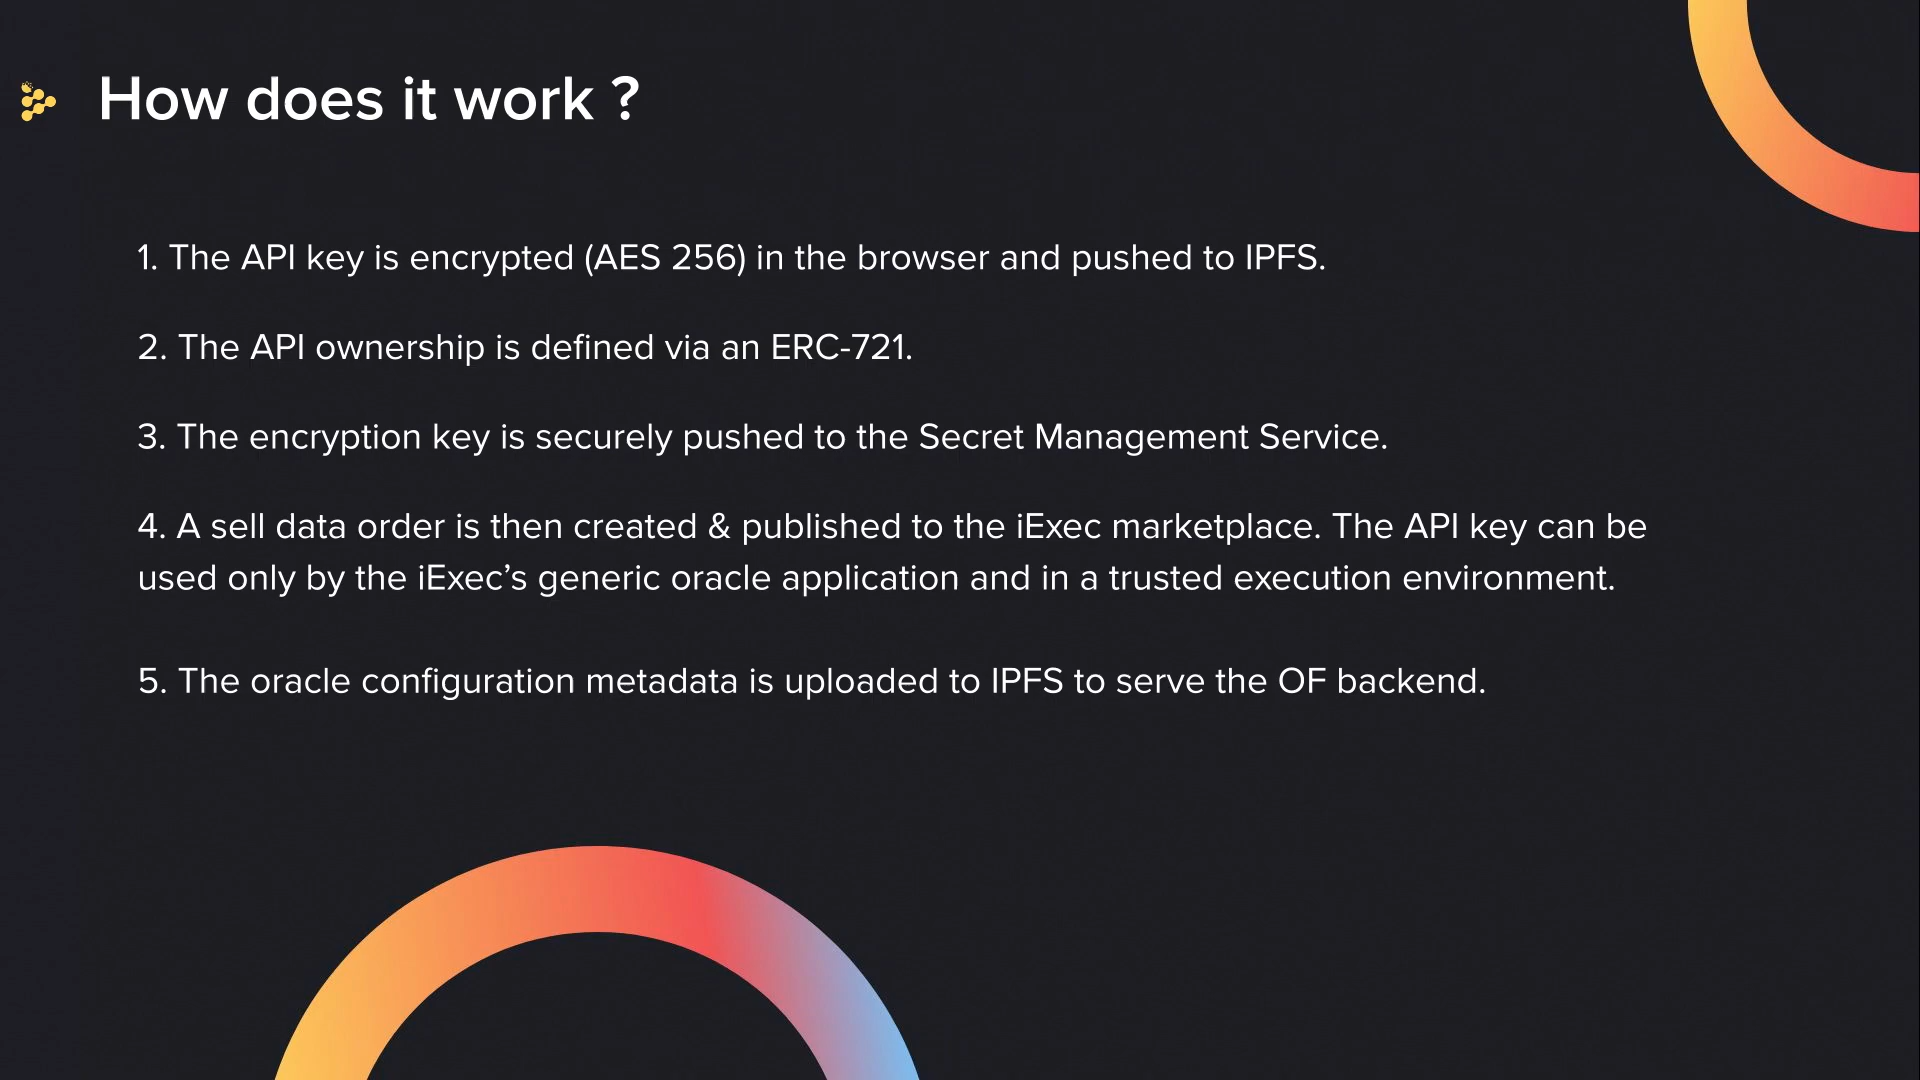 How does it work ?
1. The API key is encrypted (AES 256) in the browser and pushed to IPFS.
2. The API ownership is defined via an ERC-721.
3. The encryption key is securely pushed to the Secret Management Service.
4. A sell data order is then created & published to the iExec marketplace. The API key can be
used only by the iExec’s generic oracle application and in a trusted execution environment.
5. The oracle configuration metadata is uploaded to IPFS to serve the OF backend.